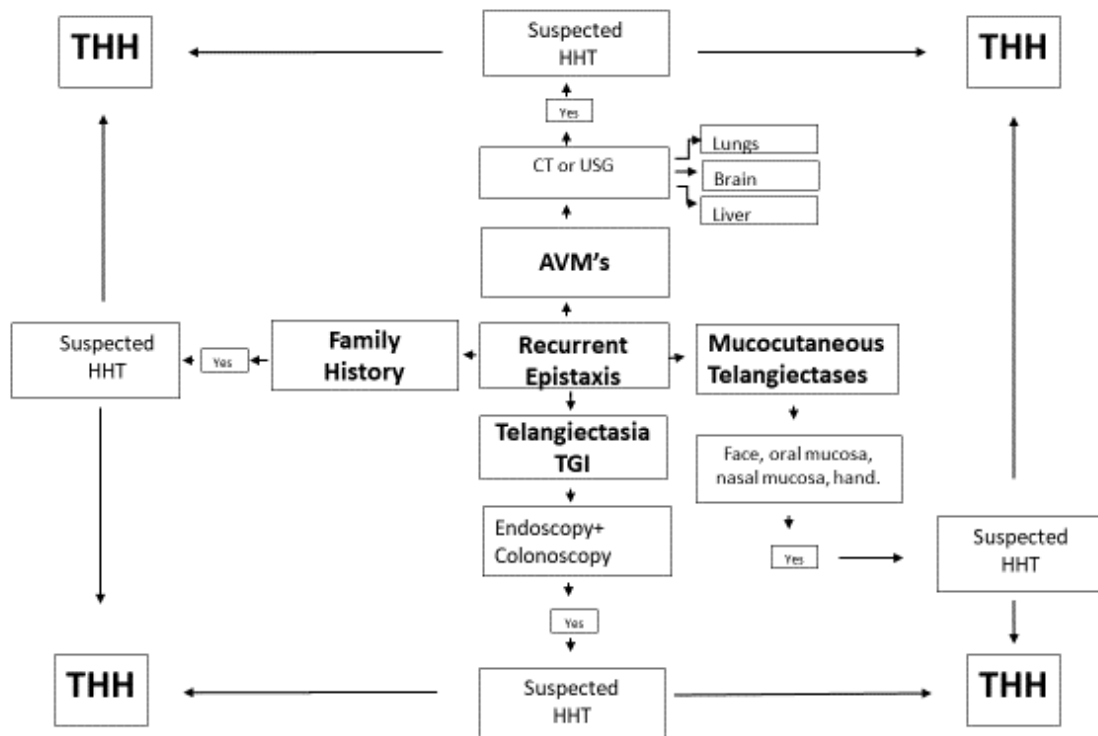 THH
Suspected
HHT
THH
Yes
CT or USG
Lungs
Brain
Liver
AVM's
Suspected
HHT
Yes
Family
History
Recurrent
Epistaxis
Mucocutaneous
Telangiectases
Telangiectasia
TGI
Face, oral mucosa,
nasal mucosa, hand.
Endoscopy+
Colonoscopy
Yes
Suspected
HHT
Yes
THH
Suspected
HHT
THH